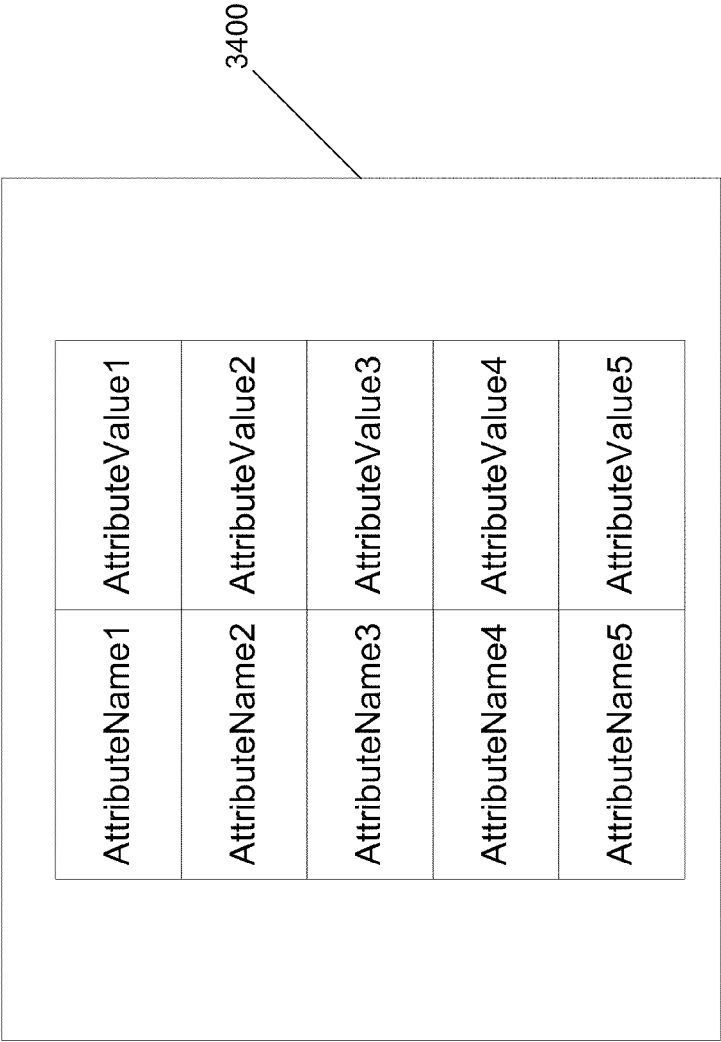 3400
AttributeName1 AttributeValue1
AttributeName2 AttributeValue2
AttributeName3 AttributeValue3
AttributeName4 AttributeValue4
AttributeName5 AttributeValue5